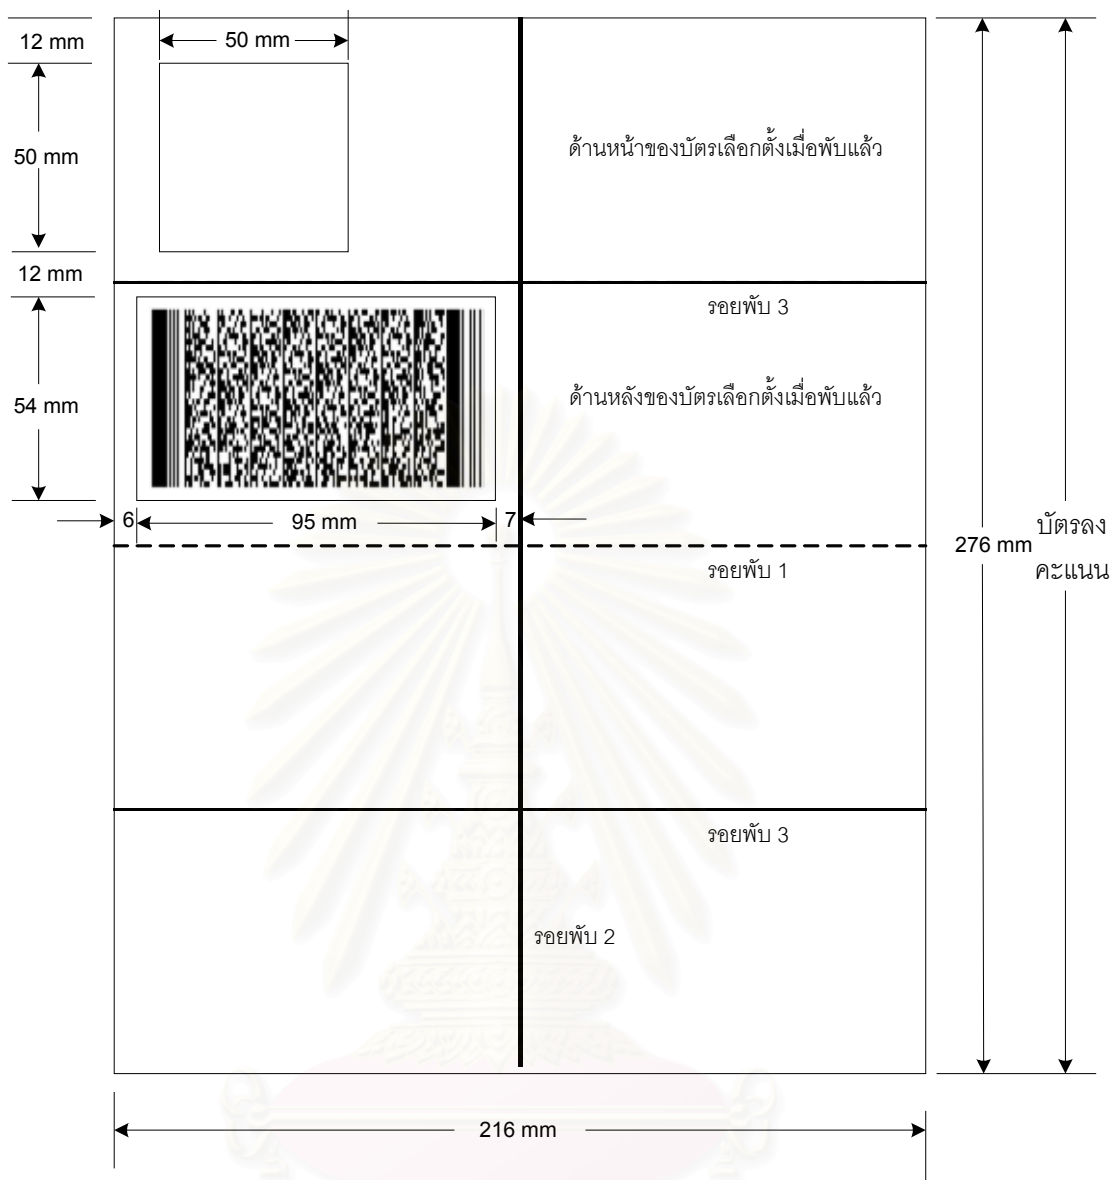 12 mm
50 mm
50 mm
ด้านหน้าของบัตรเลือกตั้งเมื่อพับแล้ว
12 mm
รอยพับ 3
54 mm
ด้านหลังของบัตรเลือกตั้งเมื่อพับแล้ว
6
95 mm
7
276 mm
บัตรลง
คะแนน
รอยพับ 1
รอยพับ 3
รอยพับ 2
216 mm